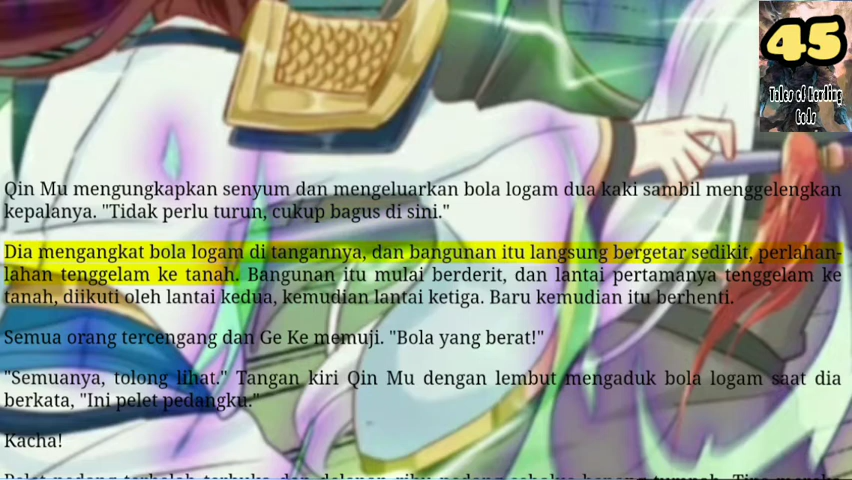 45
Tales of Herding
Gods
Qin Mu mengungkapkan senyum dan mengeluarkan bola logam dua kaki sambil menggelengkan
kepalanya. "Tidak perlu turun, cukup bagus di sini."
Dia mengangkat bola logam di tangannya, dan bangunan itu langsung bergetar sedikit, perlahan-
lahan tenggelam ke tanah. Bangunan itu mulai berderit, dan lantai pertamanya tenggelam ke
tanah, diikuti oleh lantai kedua, kemudian lantai ketiga. Baru kemudian itu berhenti.
Semua orang tercengang dan Ge Ke memuji. "Bola yang berat!"
"Semuanya, tolong lihat." Tangan kiri Qin Mu dengan lembut mengaduk bola logam saat dia
berkata, "Ini pelet pedangku."
Kacha!